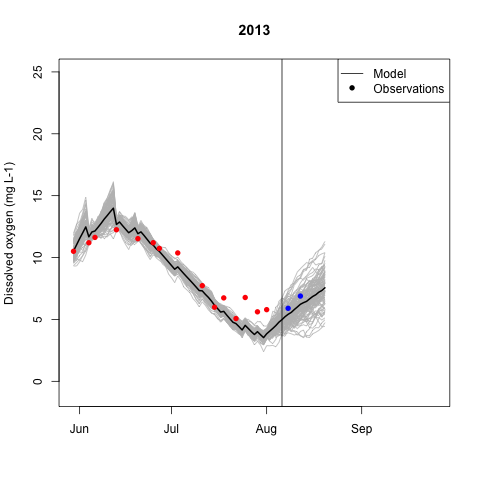 2013
Model
Observations
Dissolved oxygen (mg L-1)
25
20
15
10
5
0
Jun
Jul
Aug
Sep